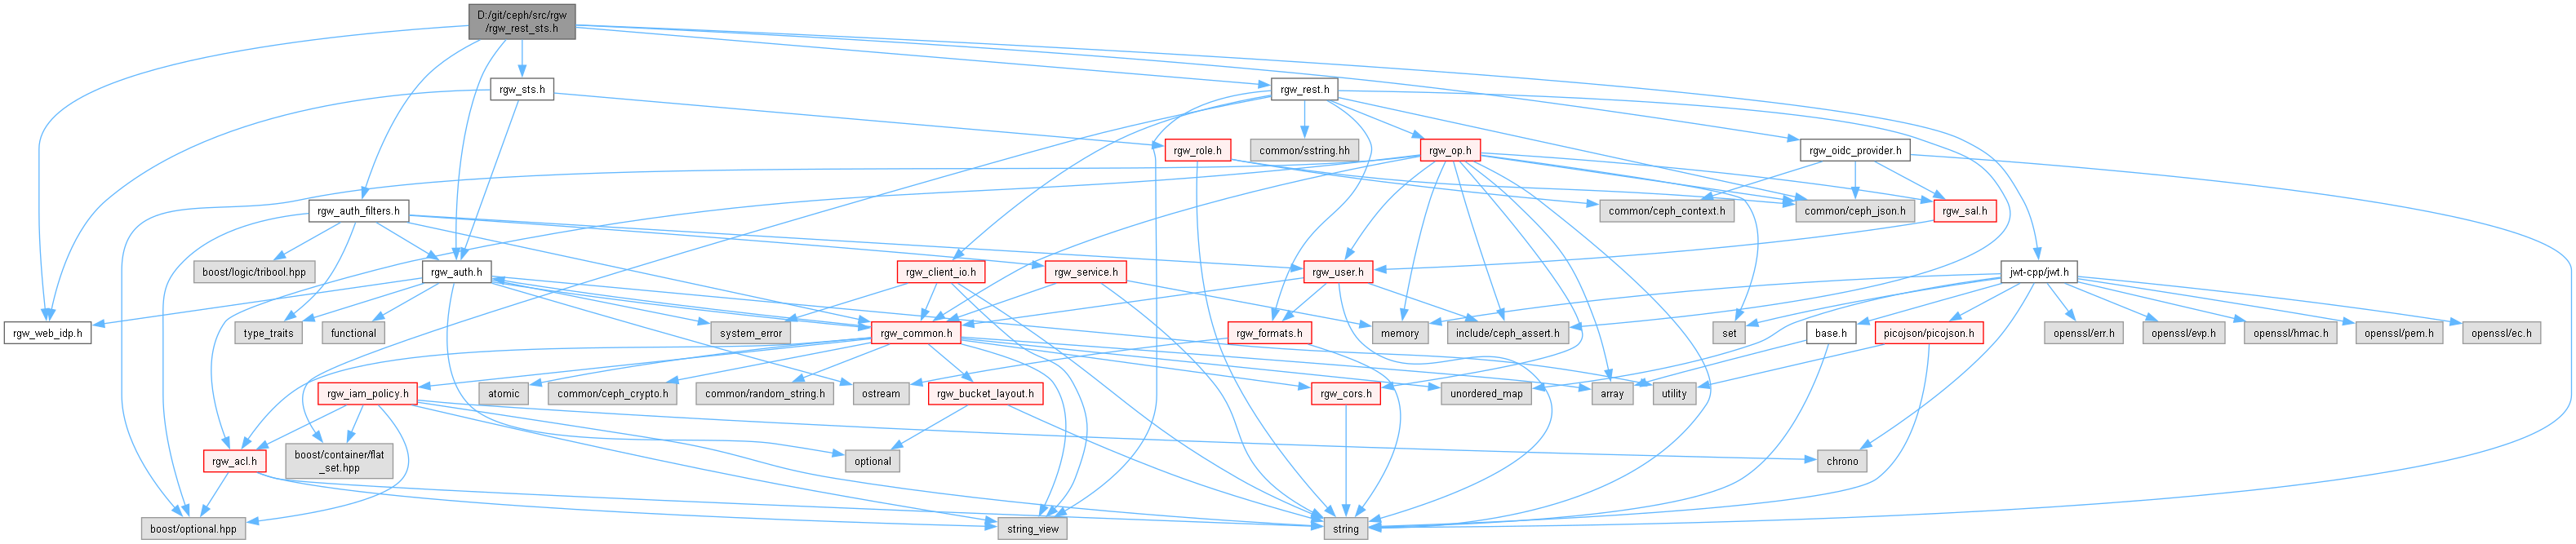 D:/git/ceph/src/rgw
/rgw_rest_sts.h
rgw_sts.h
rgw_rest.h
rgw_role.h
common/sstring.hh
rgw_op.h
rgw_oidc_provider.h
rgw_auth_filters.h
common/ceph_context.h
common/ceph_json.h
rgw_sal.h
boost/logic/tribool.hpp
rgw_auth.h
rgw_client_io.h
rgw_service.h
rgw_user.h
jwt-cpp/jwt.h
rgw_web_idp.h
type_traits
functional
system_error
rgw_common.h
rgw_formats.h
memory
include/ceph_assert.h
set
base.h
picojson/picojson.h
openssl/err.h
openssl/evp.h
openssl/hmac.h
openssl/pem.h
openssl/ec.h
rgw_iam_policy.h
atomic
common/ceph_crypto.h
common/random_string.h
ostream
rgw_bucket_layout.h
rgw_cors.h
unordered_map
array
utility
rgw_acl.h
boost/container/flat
_set.hpp
optional
chrono
boost/optional.hpp
string_view
string